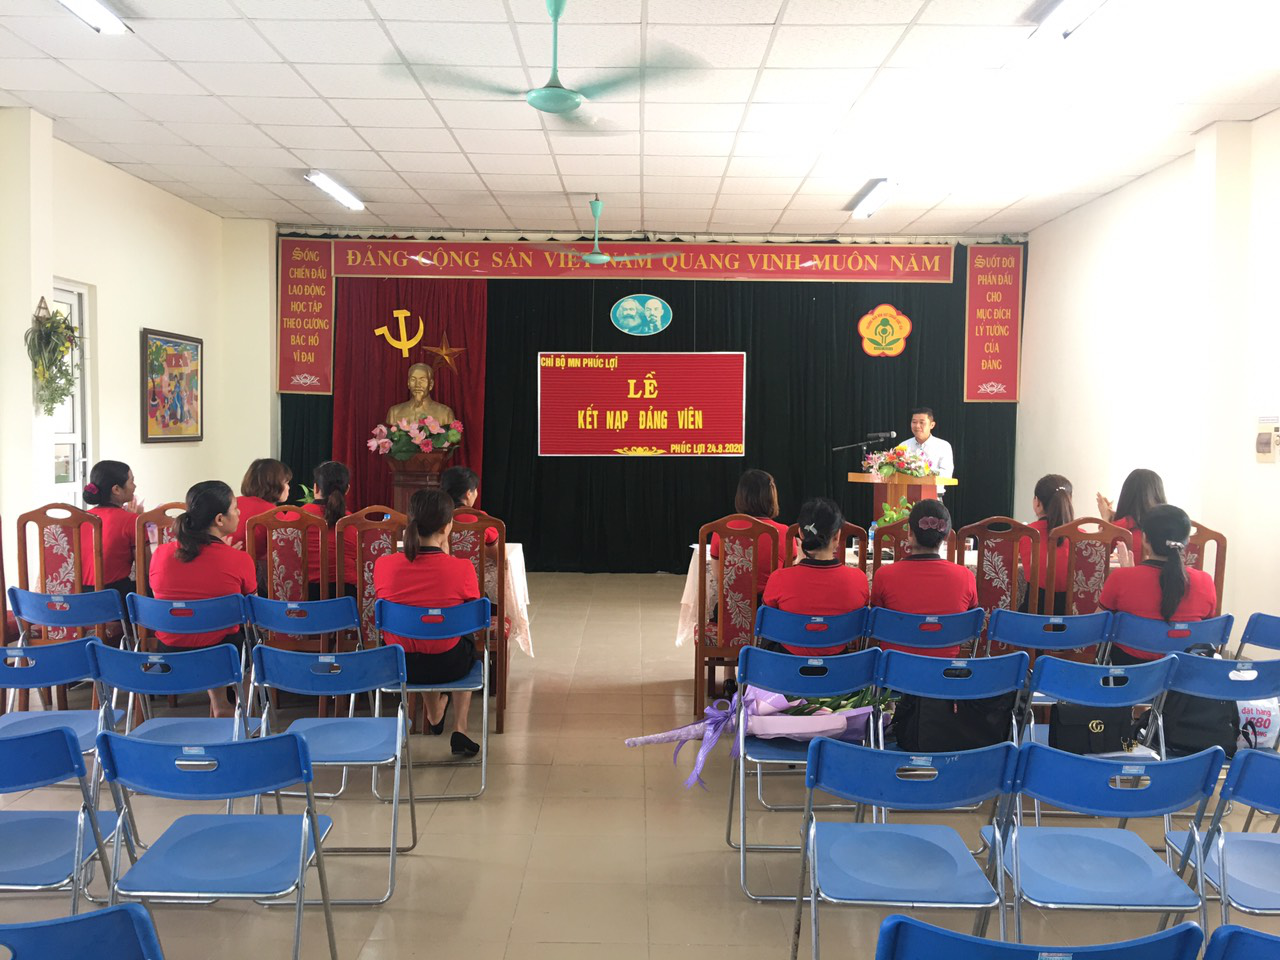 ĐẢNG CỘNG SẢN VIỆT NAM QUANG VINH MUÔN NĂM
SỐNG
CHIẾN ĐẤU
LAO ĐỘNG
HỌC TẬP
THEO GƯƠNG
BÁC HỒ
VĨ ĐẠI
SUỐT ĐỜI
PHẤN ĐẤU
CHO
MỤC ĐÍCH
LÝ TƯỞNG
CỦA
ĐẢNG
CHI BỘ MN PHÚC LỢI
LỄ
KẾT NẠP ĐẢNG VIÊN
PHÚC LỢI 24.8.2020
đặt hàng